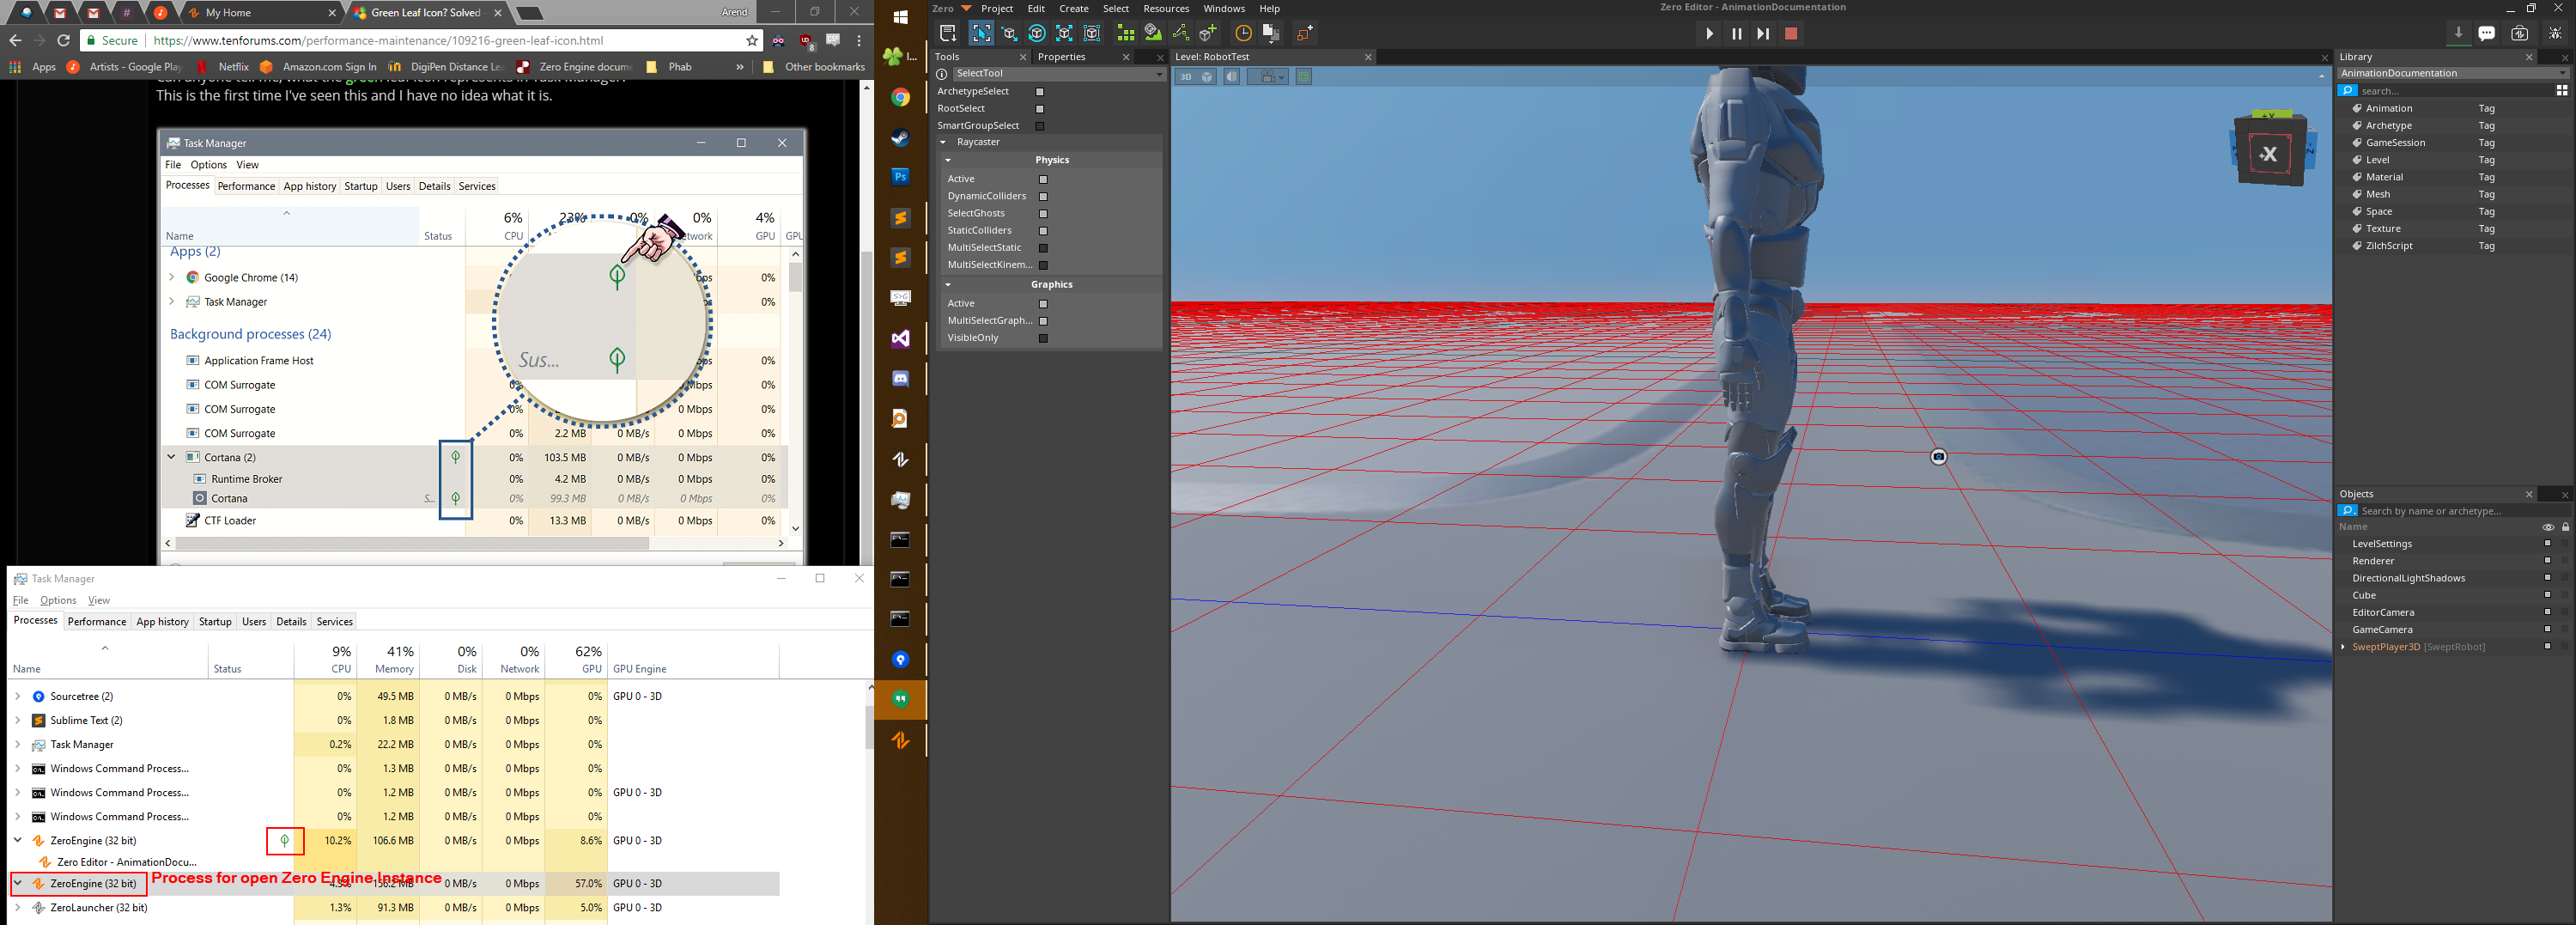 My Home
Green Leaf Icon? Solved -
Arend
Secure
https://www.tenforums.com/performance-maintenance/109216-green-leaf-icon.html
Apps
Artists - Google Play
Netflix
Amazon.com Sign In
DigiPen Distance Lea
Zero Engine docume
Phab
»
Other bookmarks
This is the first time I've seen this and I have no idea what it is.
Task Manager
File Options View
Processes Performance App history Startup Users Details Services
6% 23% 0% 0% 4%
Name Status CPU GPU GPU
Apps (2)
Google Chrome (14) 0%
Task Manager 0%
Background processes (24)
Sus...
Application Frame Host 0%
COM Surrogate 0% 0%
COM Surrogate 0% 0 Mbps 0%
COM Surrogate 0% 2.2 MB 0 MB/s 0 Mbps 0%
Cortana (2) 0% 103.5 MB 0 MB/s 0 Mbps 0%
Runtime Broker 0% 4.2 MB 0 MB/s 0 Mbps 0%
Cortana S... 0% 99.3 MB 0 MB/s 0 Mbps 0%
CTF Loader 0% 13.3 MB 0 MB/s 0 Mbps 0%
Task Manager
File Options View
Processes Performance App history Startup Users Details Services
9% 41% 0% 0% 62%
Name Status CPU Memory Disk Network GPU GPU Engine
Sourcetree (2) 0% 49.5 MB 0 MB/s 0 Mbps 0% GPU 0 - 3D
Sublime Text (2) 0% 1.8 MB 0 MB/s 0 Mbps 0%
Task Manager 0.2% 22.2 MB 0 MB/s 0 Mbps 0%
Windows Command Process... 0% 1.3 MB 0 MB/s 0 Mbps 0%
Windows Command Process... 0% 1.2 MB 0 MB/s 0 Mbps 0% GPU 0 - 3D
Windows Command Process... 0% 1.2 MB 0 MB/s 0 Mbps 0%
ZeroEngine (32 bit) 10.2% 106.6 MB 0 MB/s 0 Mbps 8.6% GPU 0 - 3D
Zero Editor - AnimationDocu...
ZeroEngine (32 bit) Process for open Zero Engine Instance 0 MB/s 0 Mbps 57.0% GPU 0 - 3D
ZeroLauncher (32 bit) 1.3% 91.3 MB 0 MB/s 0 Mbps 5.0% GPU 0 - 3D
Ps
Zero Project Edit Create Select Resources Windows Help
Zero Editor - AnimationDocumentation
Tools
Properties
SelectTool
ArchetypeSelect
RootSelect
SmartGroupSelect
Raycaster
Physics
Active
DynamicColliders
SelectGhosts
StaticColliders
MultiSelectStatic
MultiSelectKinem...
Graphics
Active
MultiSelectGraph...
VisibleOnly
Level: RobotTest
3D
+Y
+X
Library
AnimationDocumentation
search...
Animation Tag
Archetype Tag
GameSession Tag
Level Tag
Material Tag
Mesh Tag
Space Tag
Texture Tag
ZilchScript Tag
Objects
Search by name or archetype...
Name
LevelSettings
Renderer
DirectionalLightShadows
Cube
EditorCamera
GameCamera
SweptPlayer3D [SweptRobot]